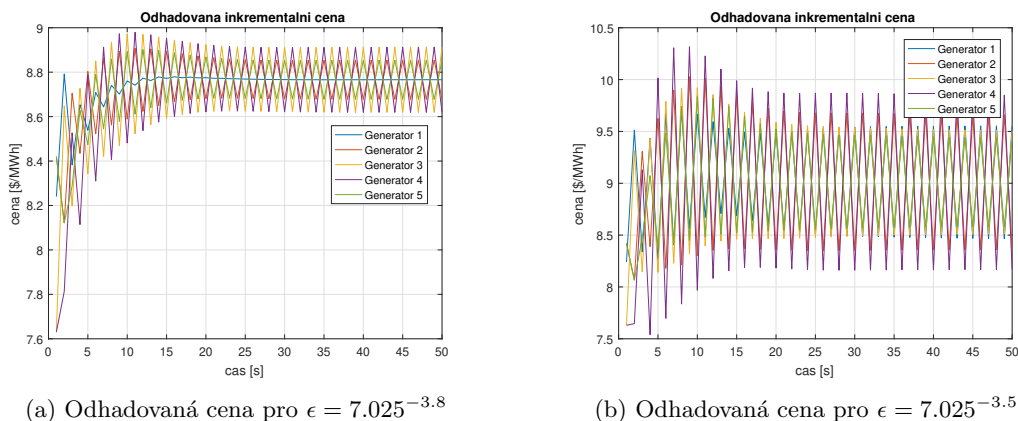 Odhadovana inkrementalni cena
cena [$/MWh]
9
8.8
8.6
8.4
8.2
8
7.8
7.6
Generator 1
Generator 2
Generator 3
Generator 4
Generator 5
0 5 10 15 20 25 30 35 40 45 50
cas [s]
(a) Odhadovaná cena pro ϵ = 7.025^{−3.8}
Odhadovana inkrementalni cena
cena [$/MWh]
10.5
10
9.5
9
8.5
8
7.5
Generator 1
Generator 2
Generator 3
Generator 4
Generator 5
0 5 10 15 20 25 30 35 40 45 50
cas [s]
(b) Odhadovaná cena pro ϵ = 7.025^{−3.5}